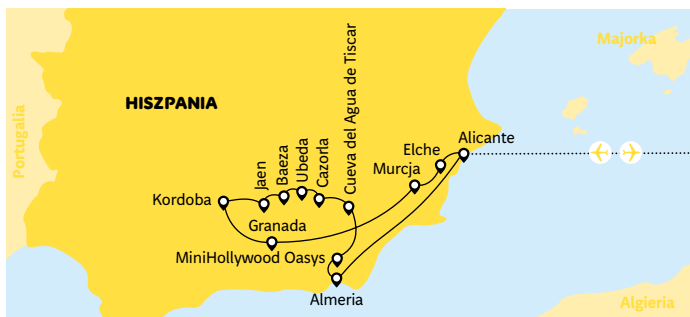 Majorka
HISZPANIA
Portugalia
Cueva del Agua de Tiscar
Alicante
Elche
Murcja
Jaen
Baeza
Ubeda
Cazorla
Kordoba
Granada
MiniHollywood Oasys
Almeria
Algieria